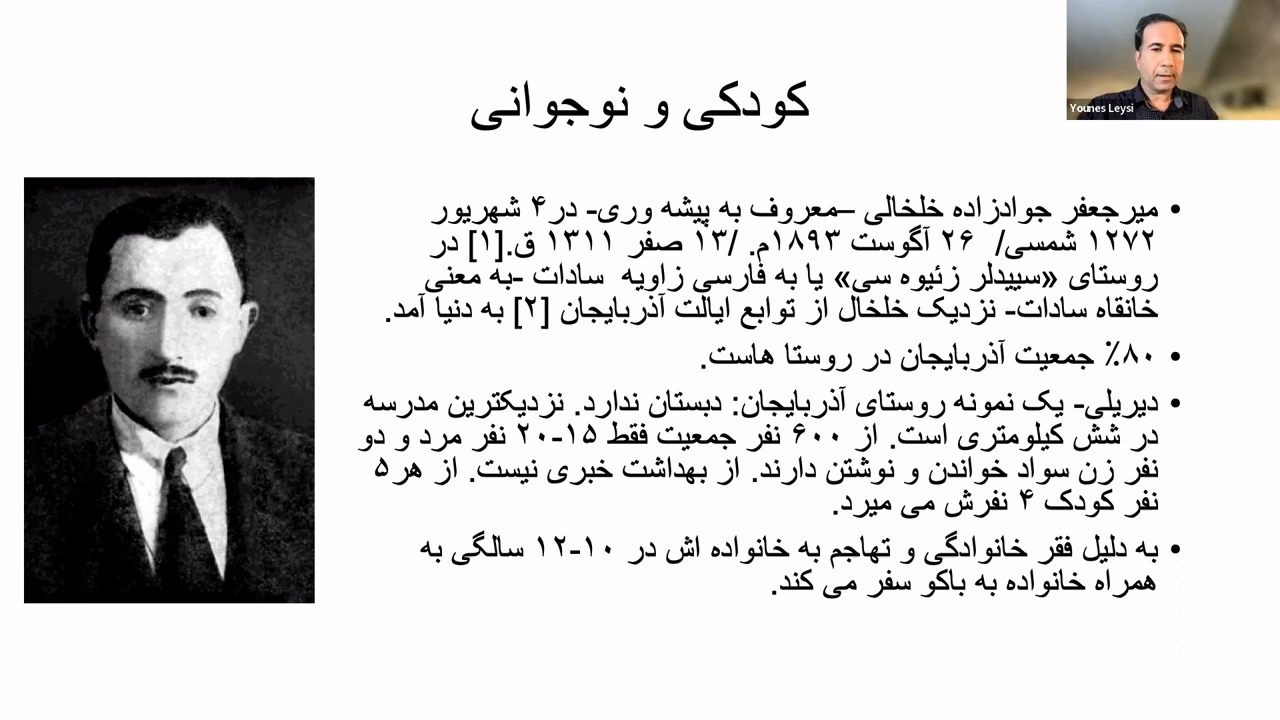 کودکی و نوجوانی
Younes Leysi
• میرجعفر جوادزاده خلخالی –معروف به پیشه وری- در۴ شهریور
۱۲۷۲ شمسی/ ۲۶ آگوست ۱۸۹۳م. /۱۳ صفر ۱۳۱۱ ق.[۱] در
روستای «سییدلر زئیوه سی» یا به فارسی زاویه سادات -به معنی
خانقاه سادات- نزدیک خلخال از توابع ایالت آذربایجان [۲] به دنیا آمد.
• ۸۰٪ جمعیت آذربایجان در روستا هاست.
• دیریلی- یک نمونه روستای آذربایجان: دبستان ندارد. نزدیکترین مدرسه
در شش کیلومتری است. از ۶۰۰ نفر جمعیت فقط ۱۵-۲۰ نفر مرد و دو
نفر زن سواد خواندن و نوشتن دارند. از بهداشت خبری نیست. از هر۵
نفر کودک ۴ نفرش می میرد.
• به دلیل فقر خانوادگی و تهاجم به خانواده اش در ۱۰-۱۲ سالگی به
همراه خانواده به باکو سفر می کند.